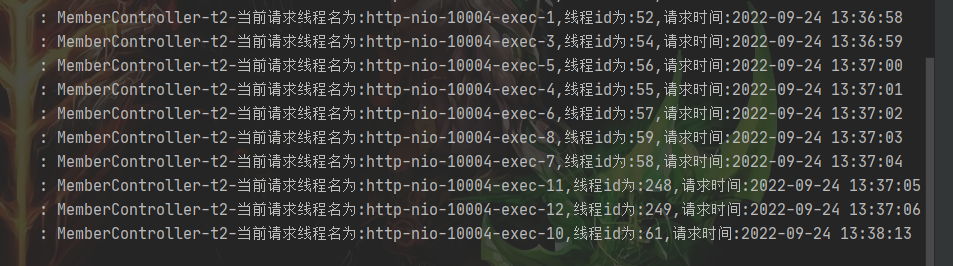 : MemberController-t2-当前请求线程名为:http-nio-10004-exec-1,线程id为:52,请求时间:2022-09-24 13:36:58
: MemberController-t2-当前请求线程名为:http-nio-10004-exec-3,线程id为:54,请求时间:2022-09-24 13:36:59
: MemberController-t2-当前请求线程名为:http-nio-10004-exec-5,线程id为:56,请求时间:2022-09-24 13:37:00
: MemberController-t2-当前请求线程名为:http-nio-10004-exec-4,线程id为:55,请求时间:2022-09-24 13:37:01
: MemberController-t2-当前请求线程名为:http-nio-10004-exec-6,线程id为:57,请求时间:2022-09-24 13:37:02
: MemberController-t2-当前请求线程名为:http-nio-10004-exec-8,线程id为:59,请求时间:2022-09-24 13:37:03
: MemberController-t2-当前请求线程名为:http-nio-10004-exec-7,线程id为:58,请求时间:2022-09-24 13:37:04
: MemberController-t2-当前请求线程名为:http-nio-10004-exec-11,线程id为:248,请求时间:2022-09-24 13:37:05
: MemberController-t2-当前请求线程名为:http-nio-10004-exec-12,线程id为:249,请求时间:2022-09-24 13:37:06
: MemberController-t2-当前请求线程名为:http-nio-10004-exec-10,线程id为:61,请求时间:2022-09-24 13:38:13